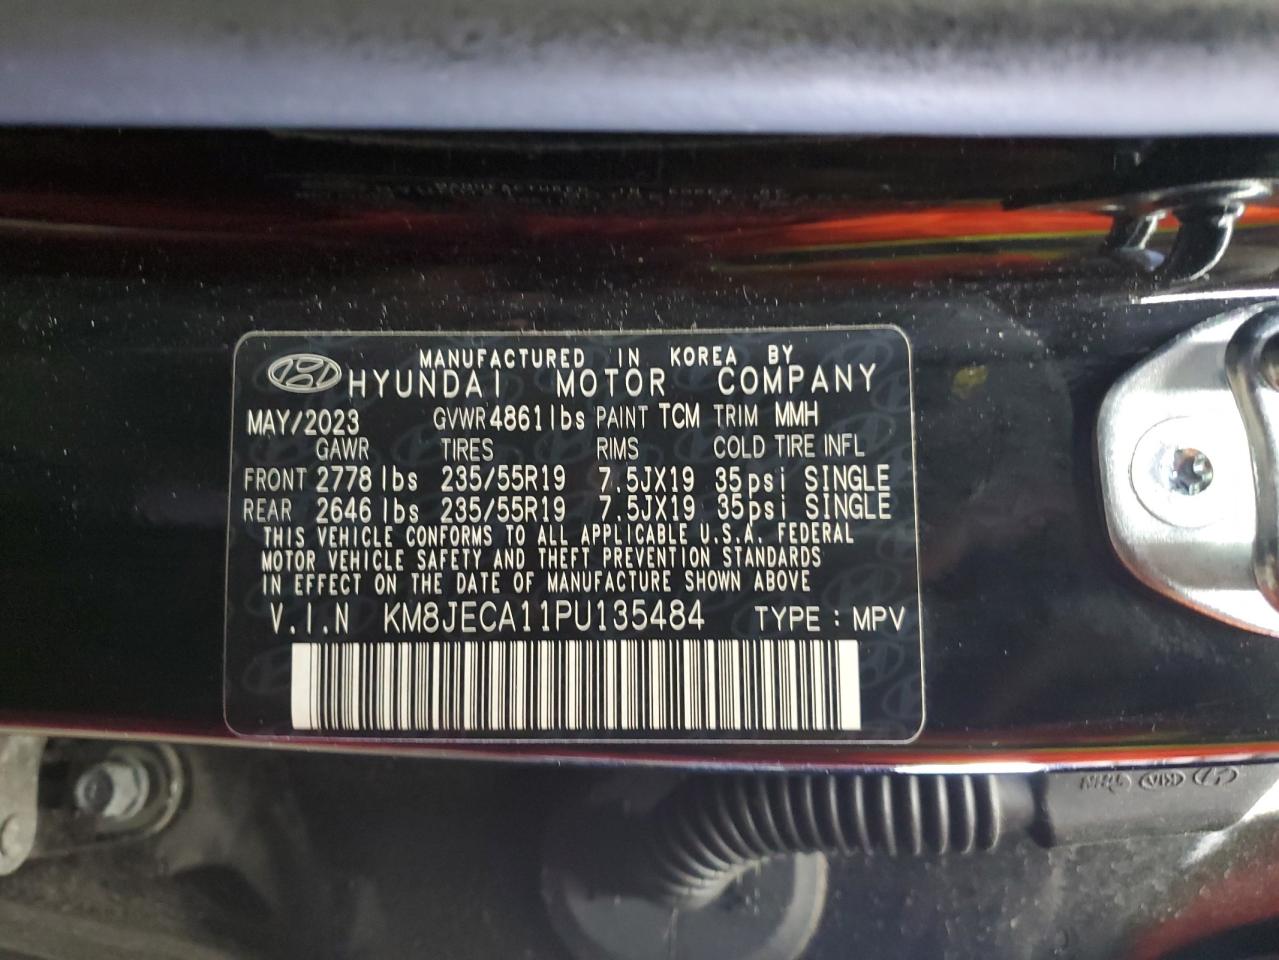 MANUFACTURED IN KOREA BY
HYUNDAI MOTOR COMPANY
MAY/2023 GVWR 4861 lbs PAINT TCM TRIM MMH
GAWR TIRES RIMS COLD TIRE INFL
FRONT 2778 lbs 235/55R19 7.5JX19 35psi SINGLE
REAR 2646 lbs 235/55R19 7.5JX19 35psi SINGLE
THIS VEHICLE CONFORMS TO ALL APPLICABLE U.S.A. FEDERAL
MOTOR VEHICLE SAFETY AND THEFT PREVENTION STANDARDS
IN EFFECT ON THE DATE OF MANUFACTURE SHOWN ABOVE
V.I.N KM8JECA11PU135484 TYPE : MPV